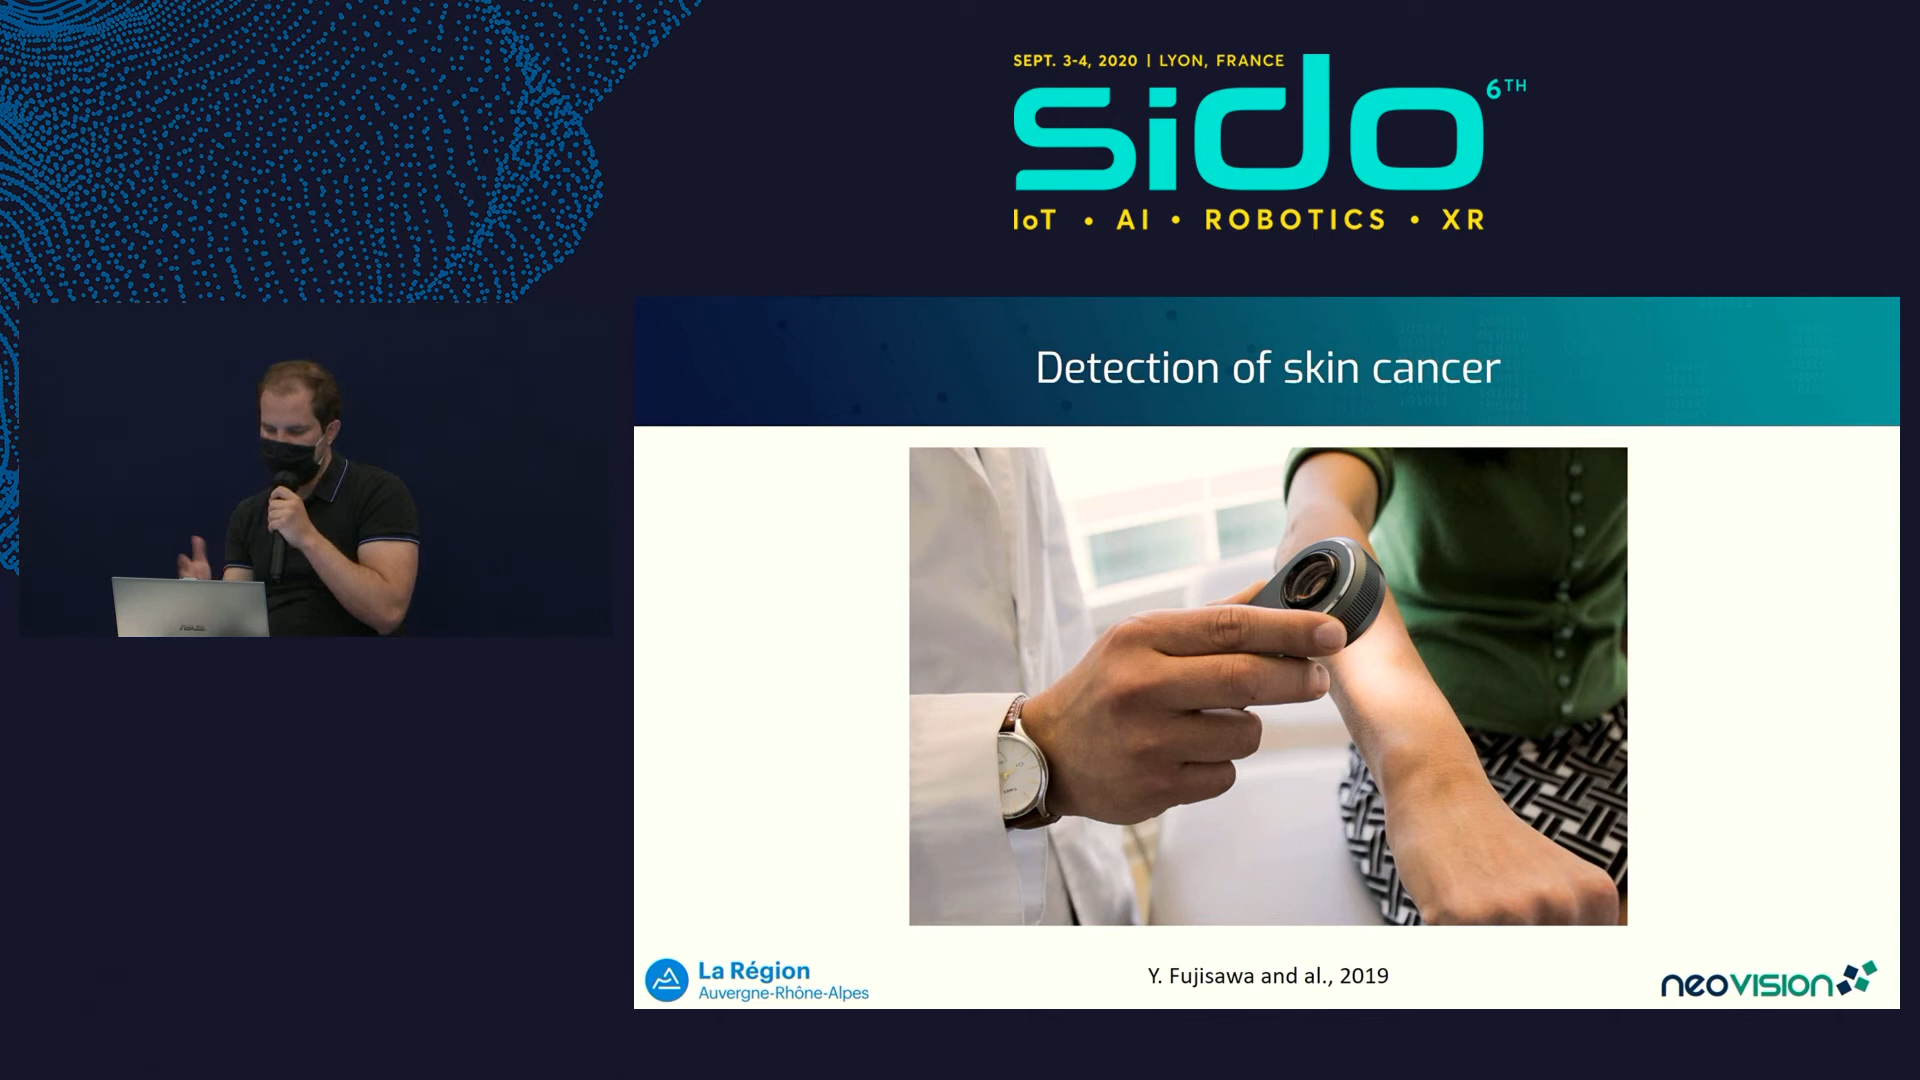 SEPT. 3-4, 2020 | LYON, FRANCE
sido 6TH
IoT • AI • ROBOTICS • XR
Detection of skin cancer
ASUS
La Région
Auvergne-Rhône-Alpes
Y. Fujisawa and al., 2019
neovision